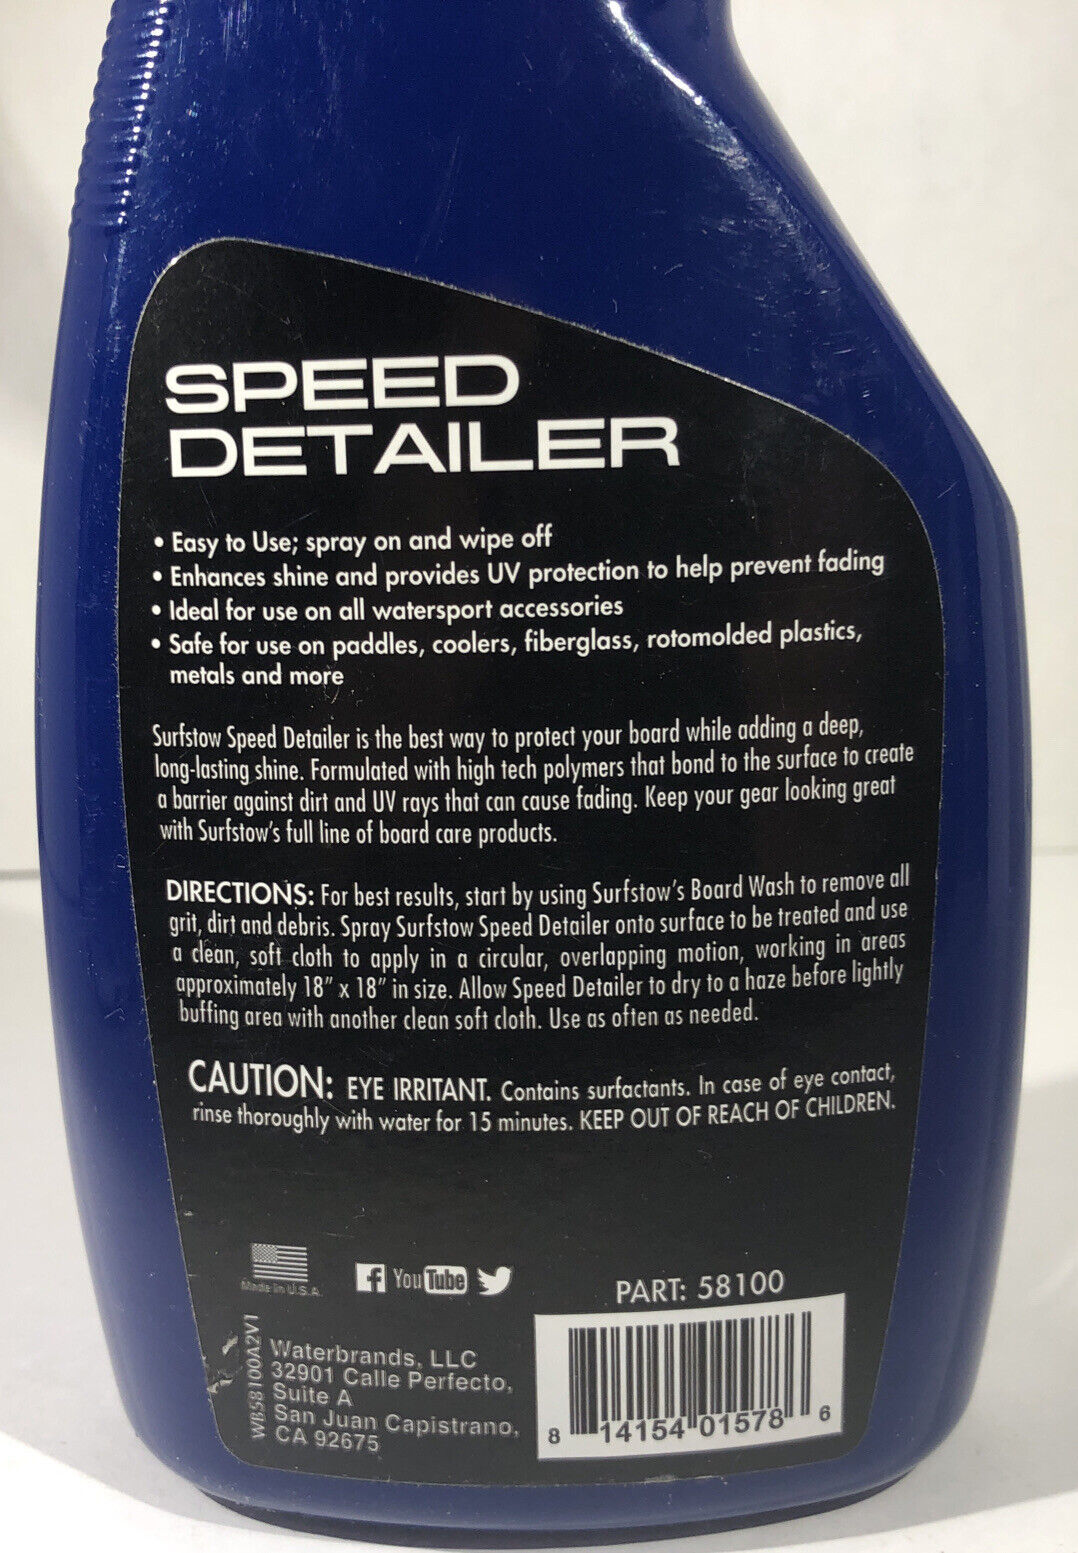 SPEED
DETAILER
• Easy to Use; spray on and wipe off
• Enhances shine and provides UV protection to help prevent fading
• Ideal for use on all watersport accessories
• Safe for use on paddles, coolers, fiberglass, rotomolded plastics,
metals and more
Surfstow Speed Detailer is the best way to protect your board while adding a deep,
long-lasting shine. Formulated with high tech polymers that bond to the surface to create
a barrier against dirt and UV rays that can cause fading. Keep your gear looking great
with Surfstow's full line of board care products.
DIRECTIONS: For best results, start by using Surfstow's Board Wash to remove all
grit, dirt and debris. Spray Surfstow Speed Detailer onto surface to be treated and use
a clean, soft cloth to apply in a circular, overlapping motion, working in areas
approximately 18" x 18" in size. Allow Speed Detailer to dry to a haze before lightly
buffing area with another clean soft cloth. Use as often as needed.
CAUTION: EYE IRRITANT. Contains surfactants. In case of eye contact,
rinse thoroughly with water for 15 minutes. KEEP OUT OF REACH OF CHILDREN.
Made in U.S.A.
f YouTube
PART: 58100
WB58100A2V1
Waterbrands, LLC
32901 Calle Perfecto,
Suite A
San Juan Capistrano,
CA 92675
8 14154 01578 6